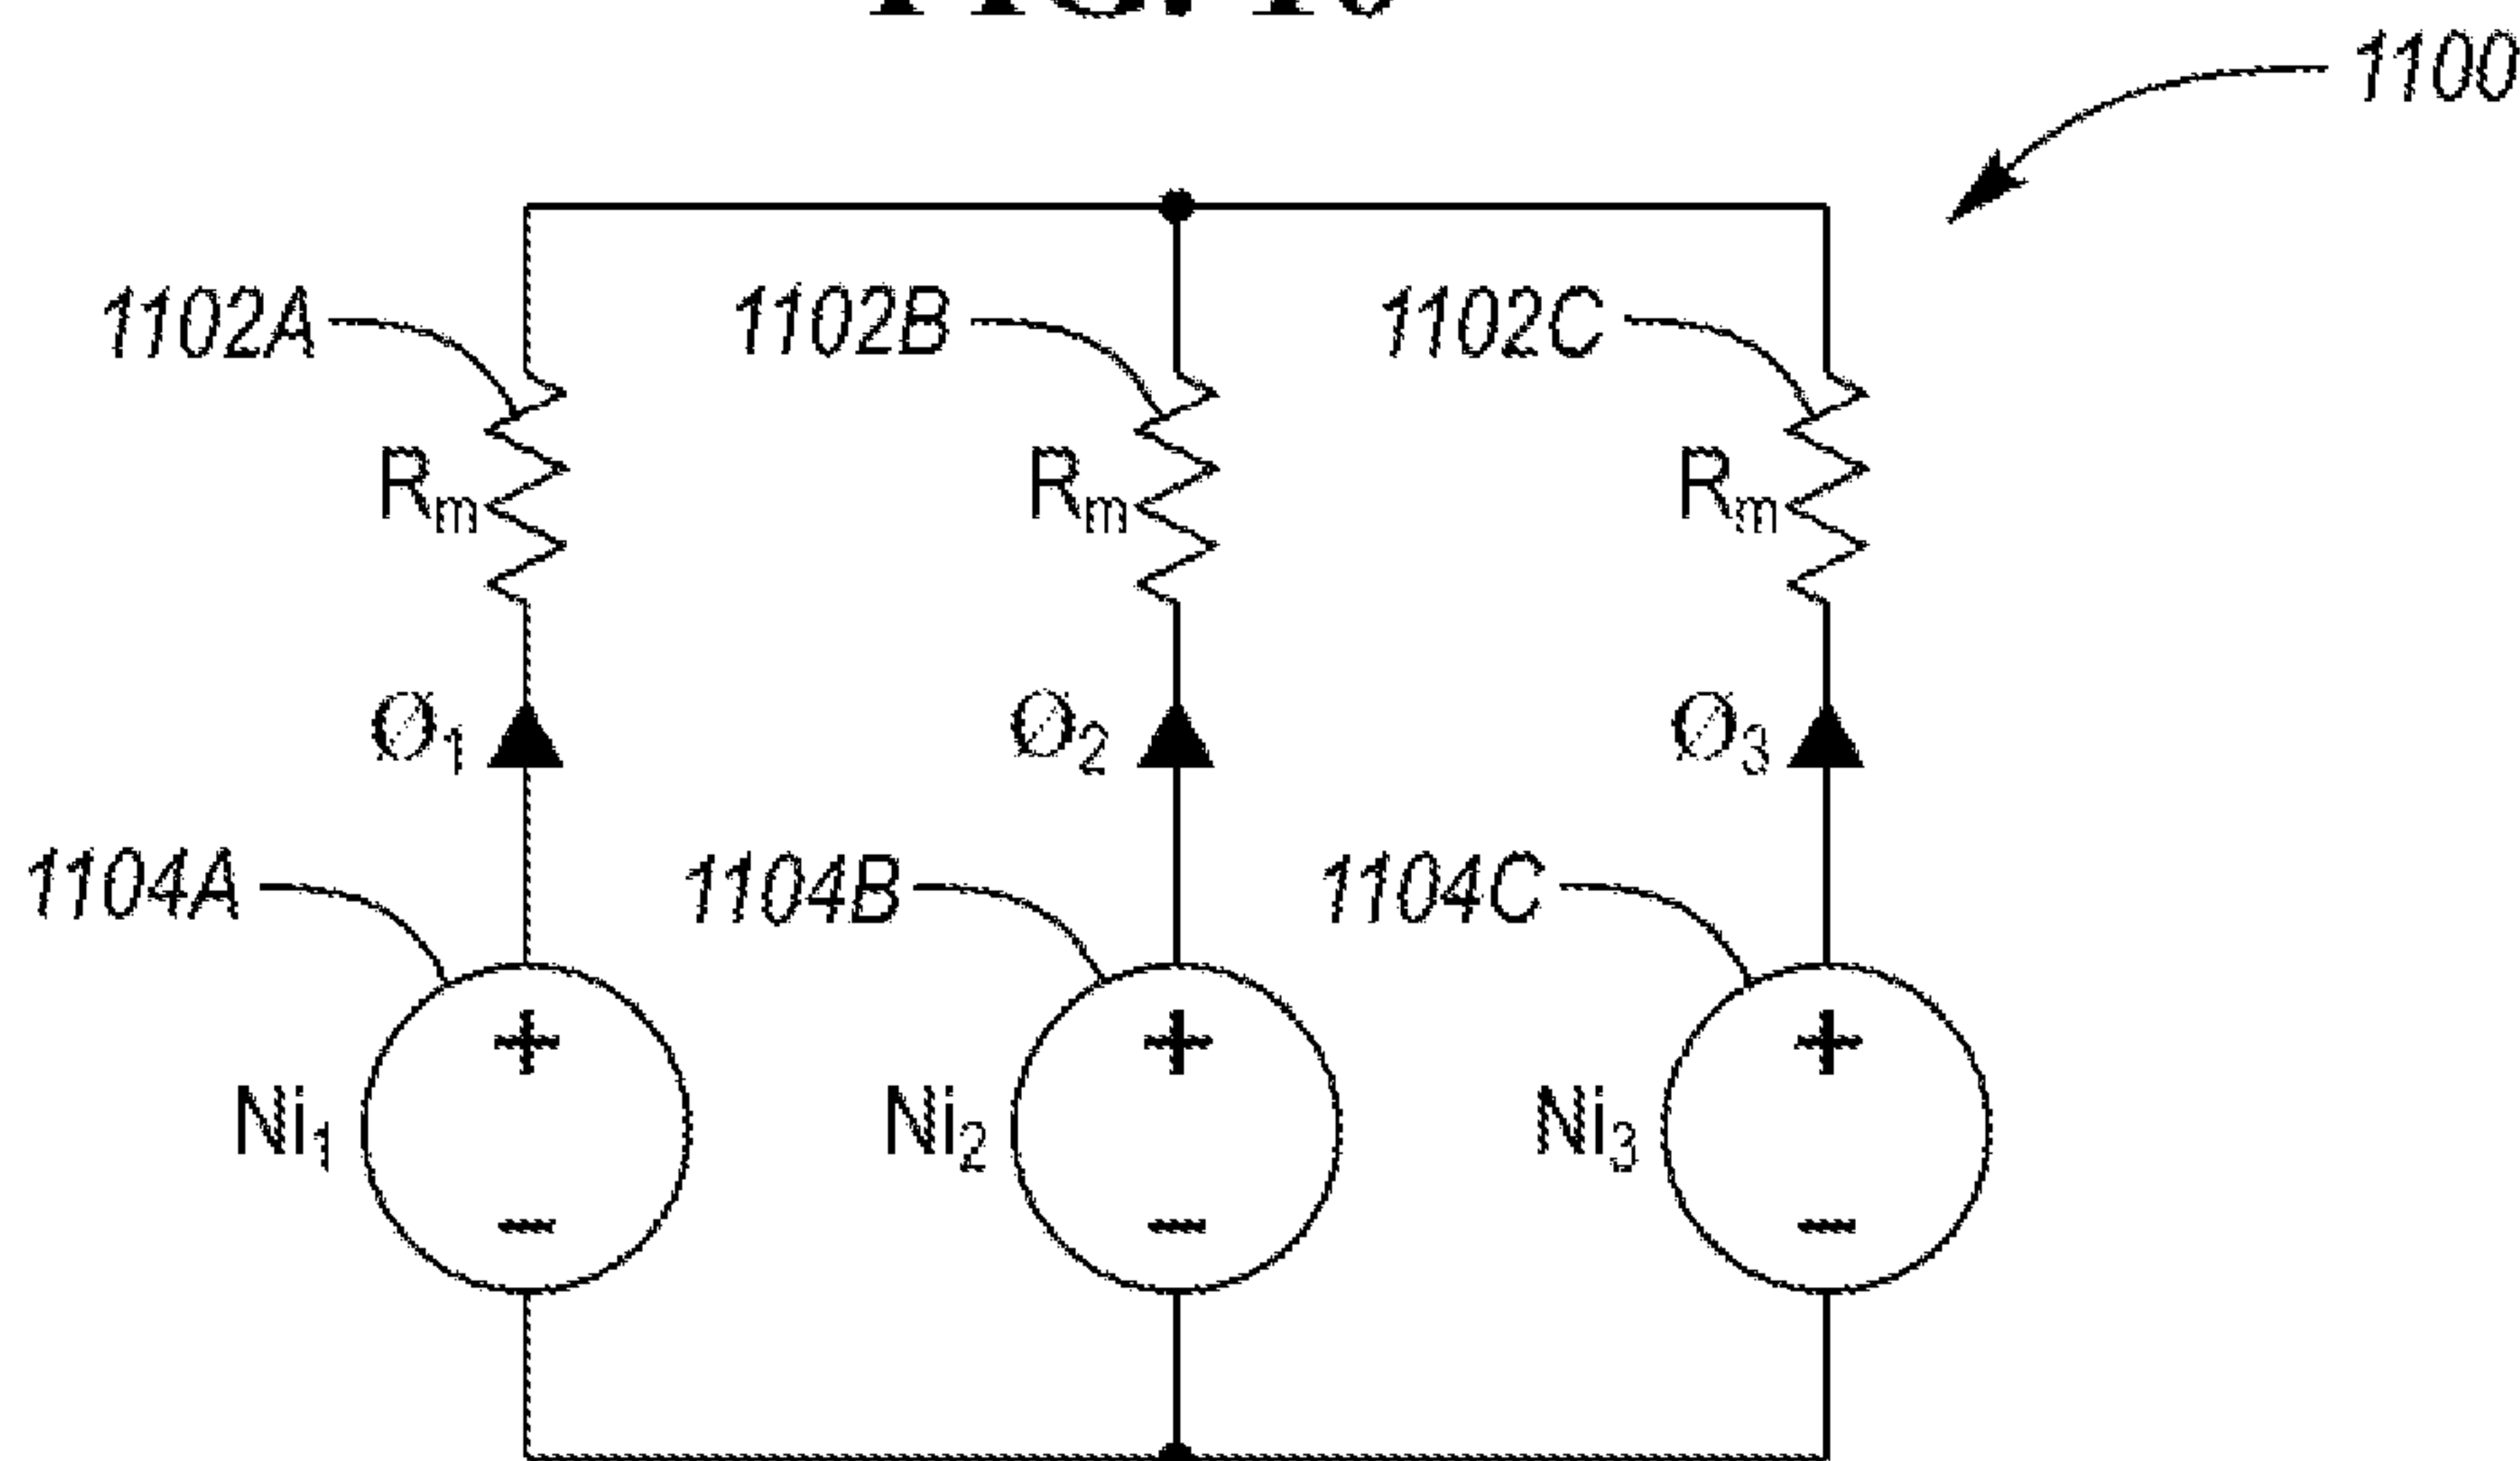 1100
1102A 1102B 1102C
Rm Rm Rm
Ø1 Ø2 Ø3
1104A 1104B 1104C
+ + +
Ni1 Ni2 Ni3
− − −